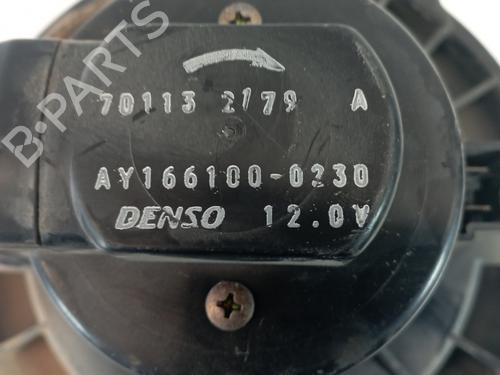 70113 2179 A
AY166100-0230
DENSO 12.0V
B-PARTS